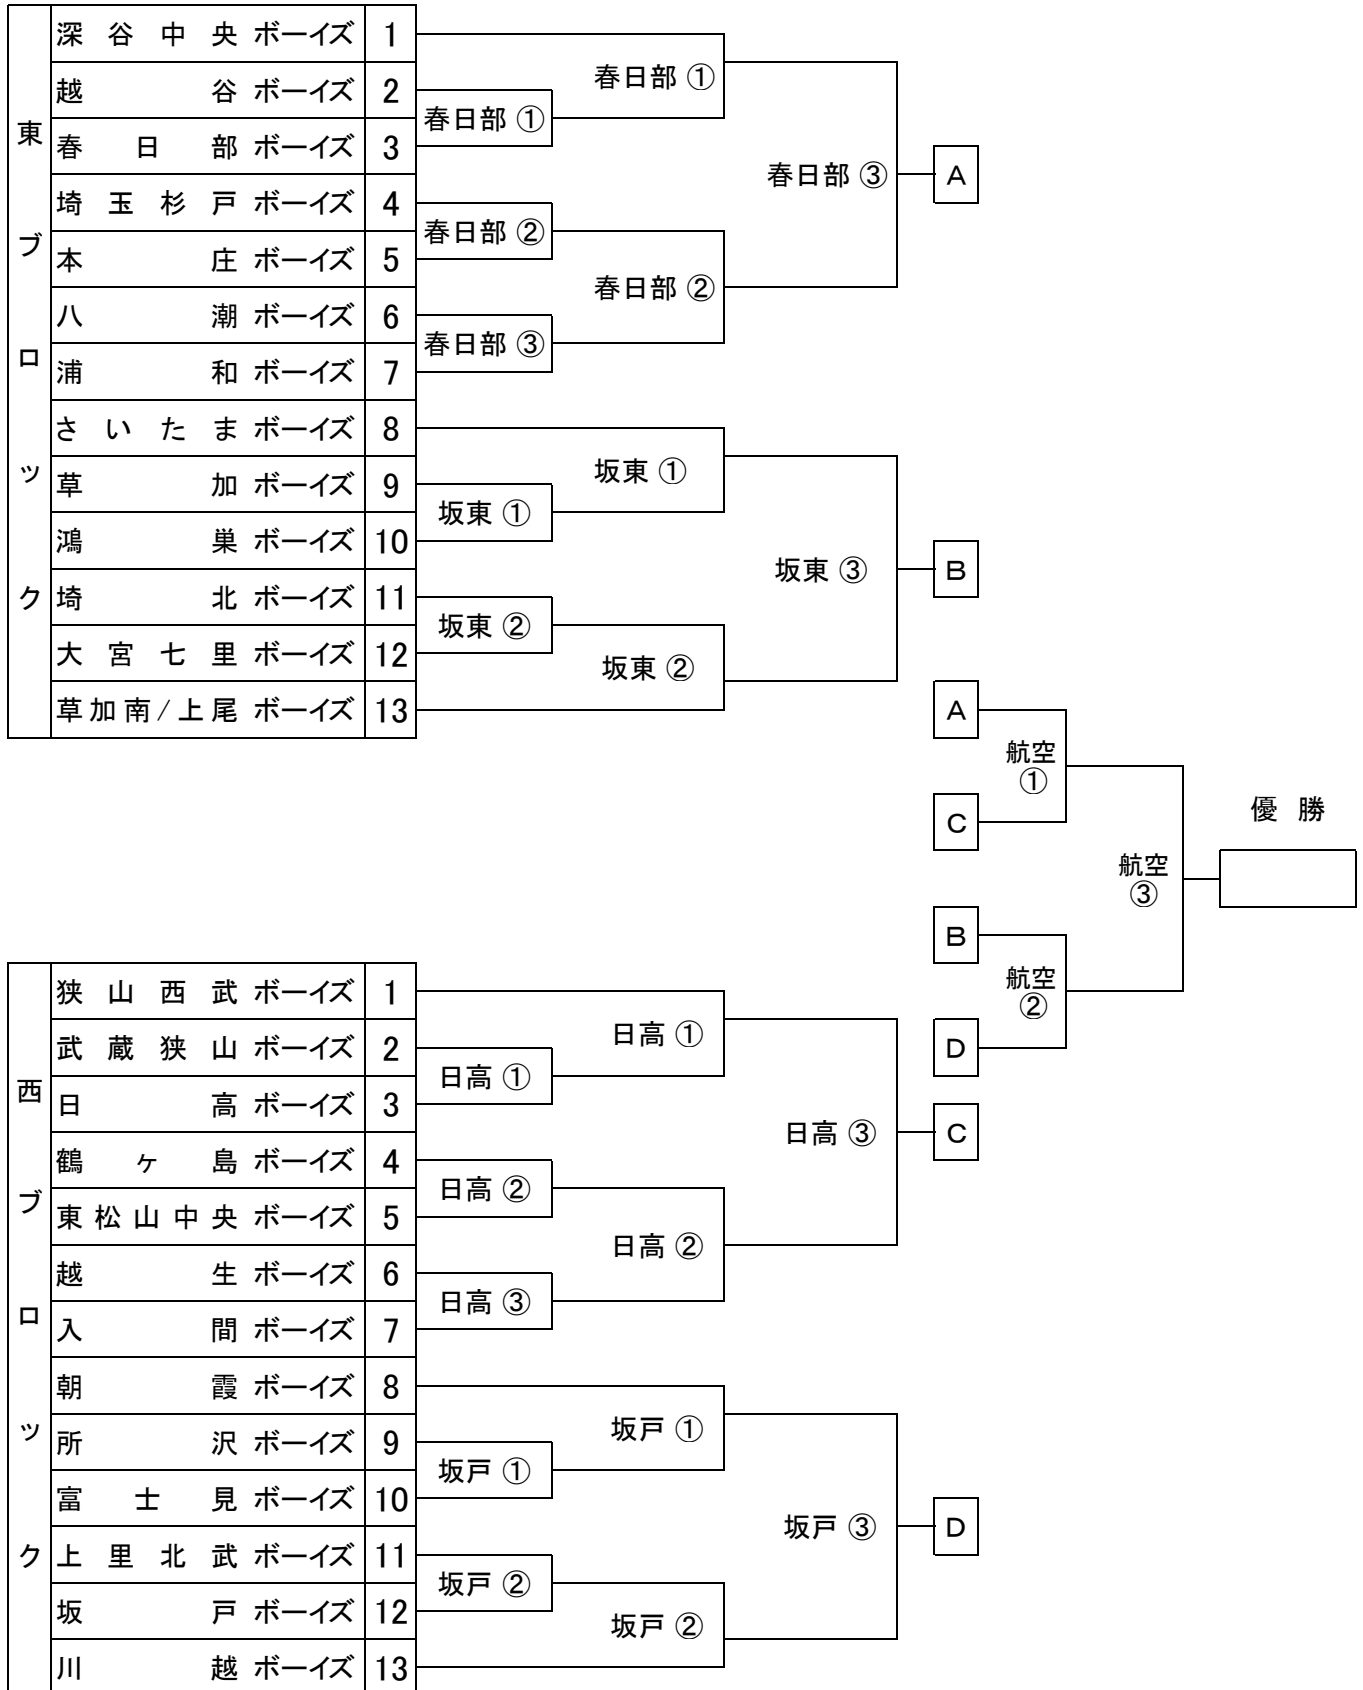 東ブロック
深谷中央ボーイズ 1
越谷ボーイズ 2
春日部ボーイズ 3
埼玉杉戸ボーイズ 4
本庄ボーイズ 5
八潮ボーイズ 6
浦和ボーイズ 7
さいたまボーイズ 8
草加ボーイズ 9
鴻巣ボーイズ 10
埼北ボーイズ 11
大宮七里ボーイズ 12
草加南/上尾ボーイズ 13
春日部 ①
春日部 ②
春日部 ③
坂東 ①
坂東 ②
春日部 ①
春日部 ②
坂東 ①
坂東 ②
春日部 ③
坂東 ③
A
B
A
C
B
D
航空
①
航空
②
航空
③
優勝
西ブロック
狭山西武ボーイズ 1
武蔵狭山ボーイズ 2
日高ボーイズ 3
鶴ヶ島ボーイズ 4
東松山中央ボーイズ 5
越生ボーイズ 6
入間ボーイズ 7
朝霞ボーイズ 8
所沢ボーイズ 9
富士見ボーイズ 10
上里北武ボーイズ 11
坂戸ボーイズ 12
川越ボーイズ 13
日高 ①
日高 ②
日高 ③
坂戸 ①
坂戸 ②
日高 ①
日高 ②
坂戸 ①
坂戸 ②
日高 ③
坂戸 ③
C
D